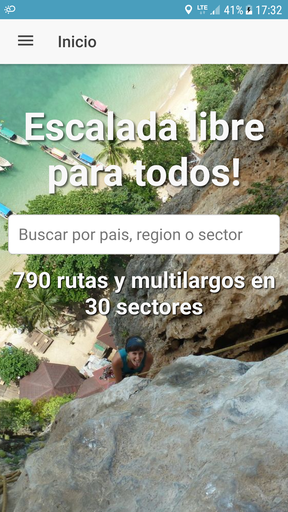 LTE 41% 17:32
Inicio
Escalada libre
para todos!
Buscar por pais, region o sector
790 rutas y multilargos en
30 sectores